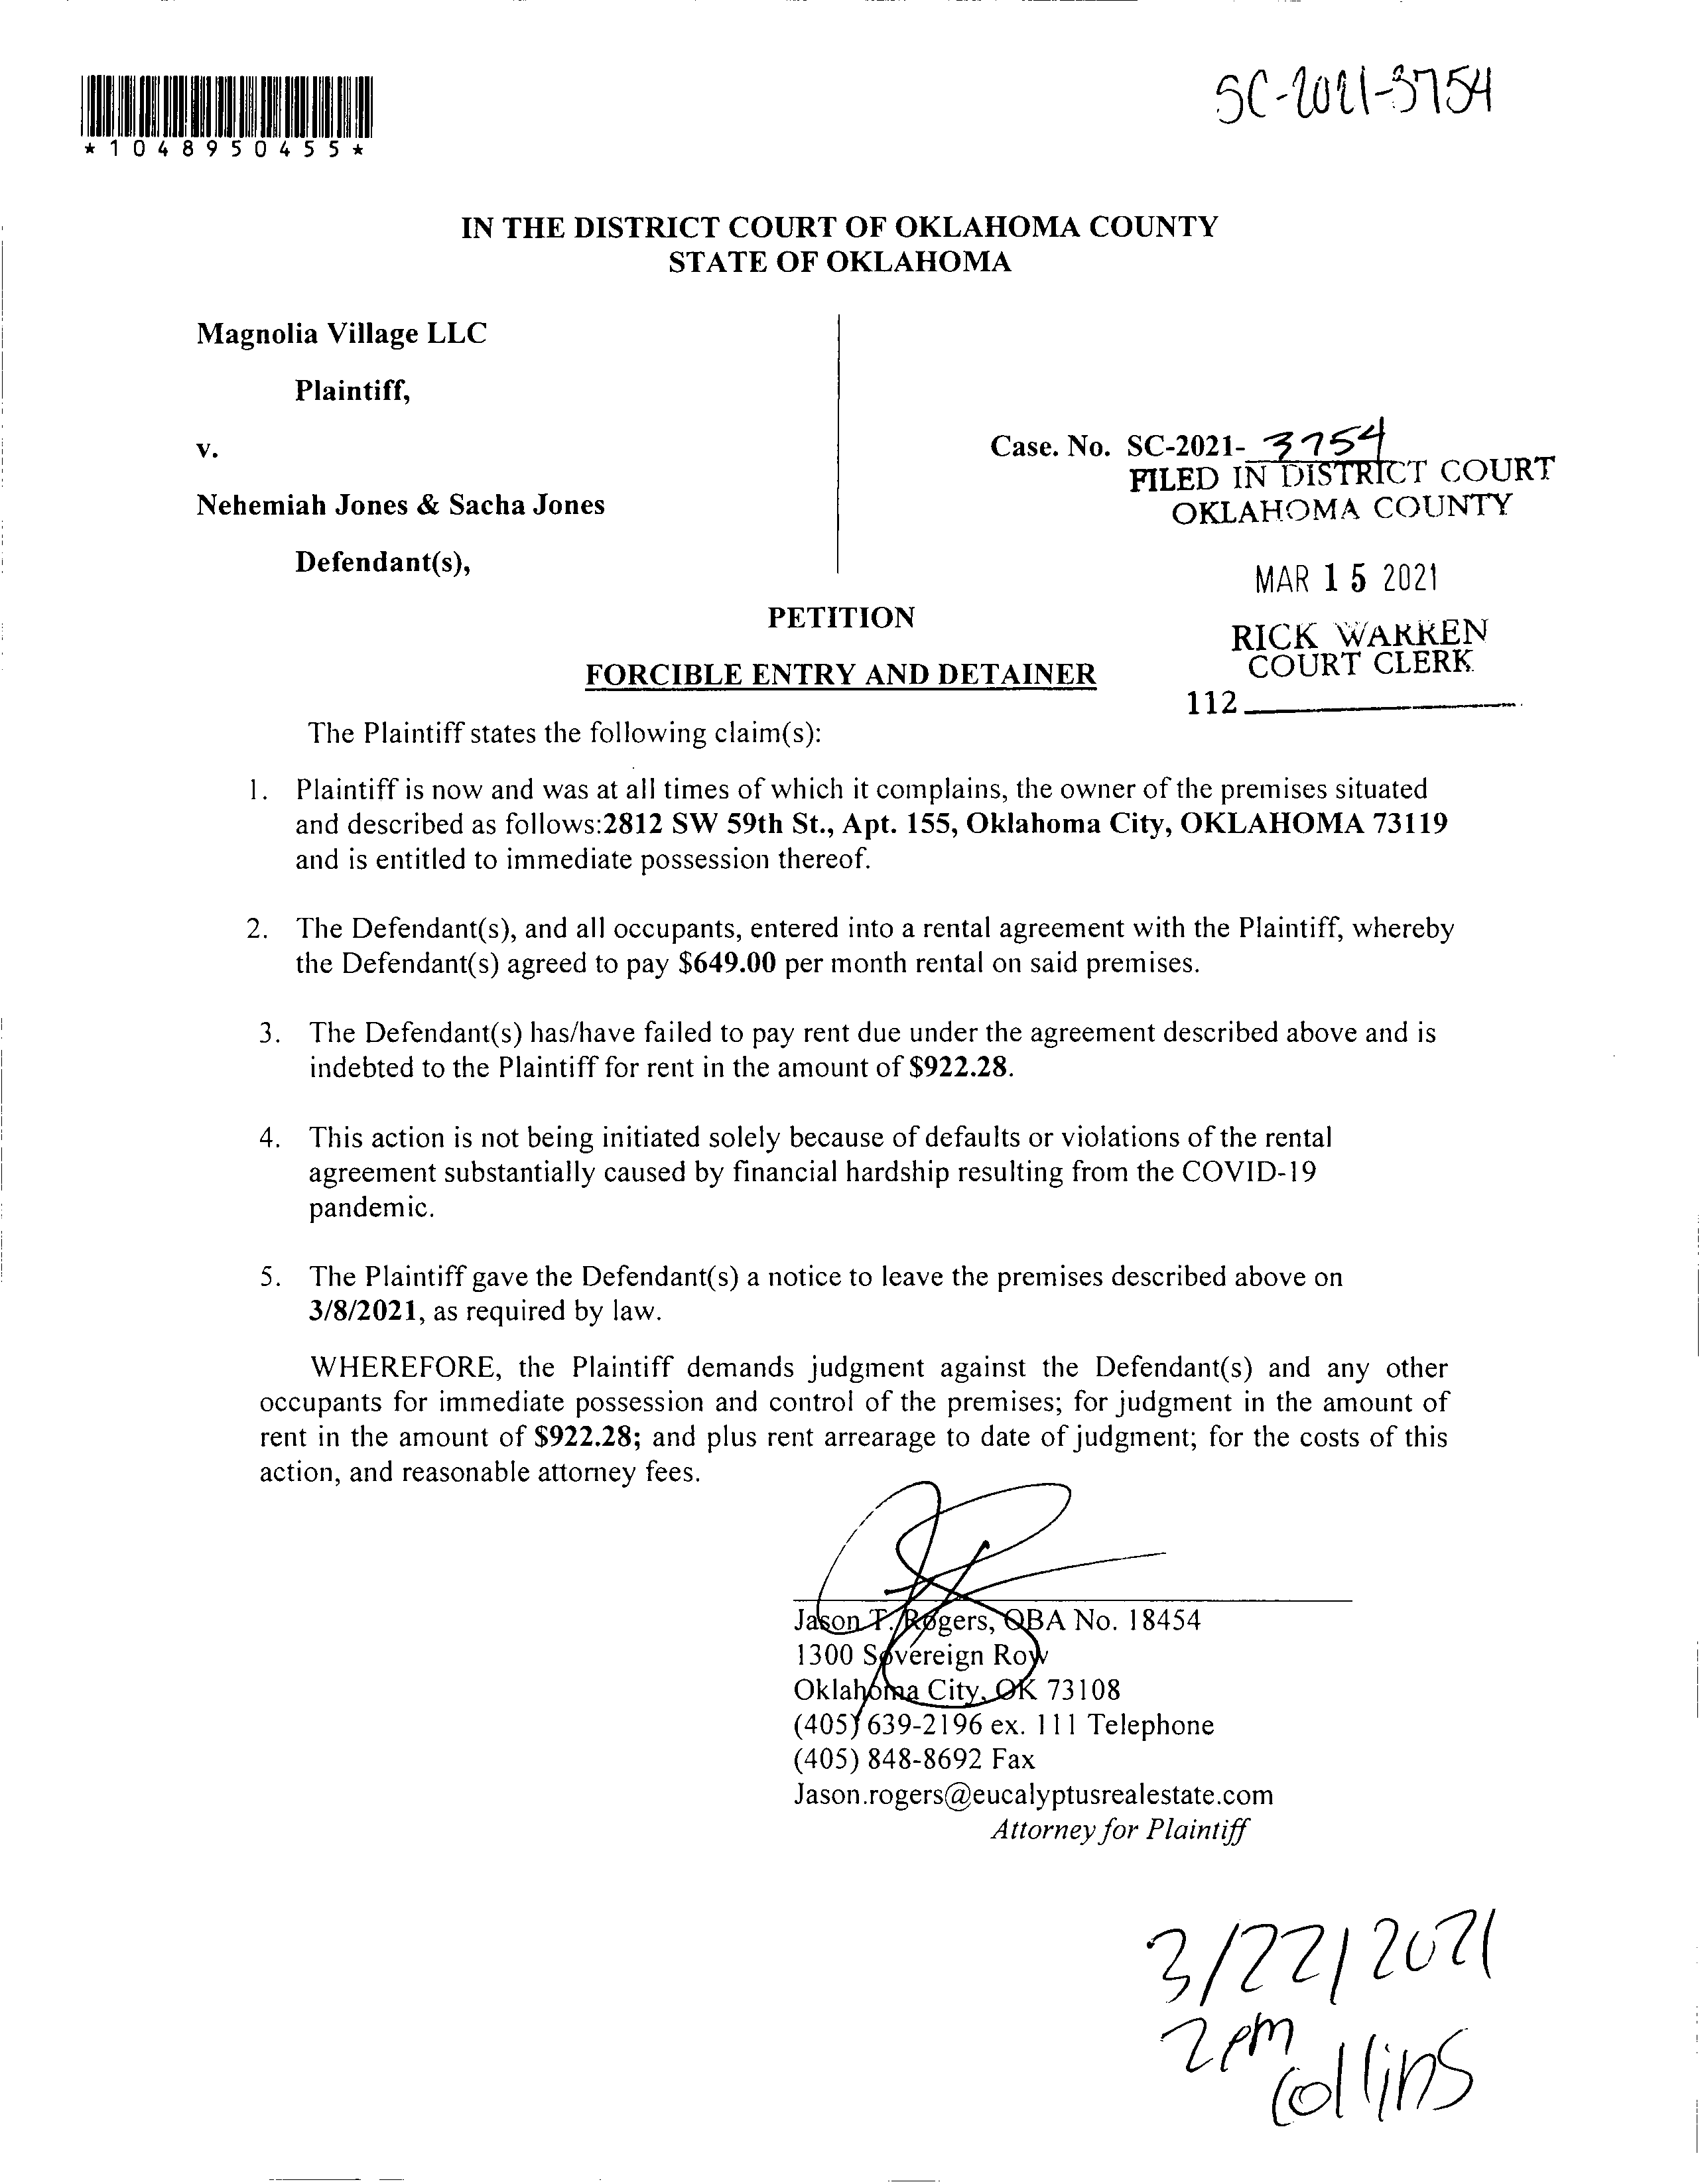 SC-2021-3754
*1048950455*
IN THE DISTRICT COURT OF OKLAHOMA COUNTY
STATE OF OKLAHOMA
Magnolia Village LLC
Plaintiff,
v.
Nehemiah Jones & Sacha Jones
Defendant(s),
Case. No. SC-2021- 3754
FILED IN DISTRICT COURT
OKLAHOMA COUNTY
MAR 15 2021
RICK WARREN
COURT CLERK
112
PETITION
FORCIBLE ENTRY AND DETAINER
The Plaintiff states the following claim(s):
1. Plaintiff is now and was at all times of which it complains, the owner of the premises situated
and described as follows:2812 SW 59th St., Apt. 155, Oklahoma City, OKLAHOMA 73119
and is entitled to immediate possession thereof.
2. The Defendant(s), and all occupants, entered into a rental agreement with the Plaintiff, whereby
the Defendant(s) agreed to pay $649.00 per month rental on said premises.
3. The Defendant(s) has/have failed to pay rent due under the agreement described above and is
indebted to the Plaintiff for rent in the amount of $922.28.
4. This action is not being initiated solely because of defaults or violations of the rental
agreement substantially caused by financial hardship resulting from the COVID-19
pandemic.
5. The Plaintiff gave the Defendant(s) a notice to leave the premises described above on
3/8/2021, as required by law.
WHEREFORE, the Plaintiff demands judgment against the Defendant(s) and any other
occupants for immediate possession and control of the premises; for judgment in the amount of
rent in the amount of $922.28; and plus rent arrearage to date of judgment; for the costs of this
action, and reasonable attorney fees.
Jason T. Rogers, OBA No. 18454
1300 Sovereign Row
Oklahoma City, OK 73108
(405) 639-2196 ex. 111 Telephone
(405) 848-8692 Fax
Jason.rogers@eucalyptusrealestate.com
Attorney for Plaintiff
3/22/2021
2pm
Collins